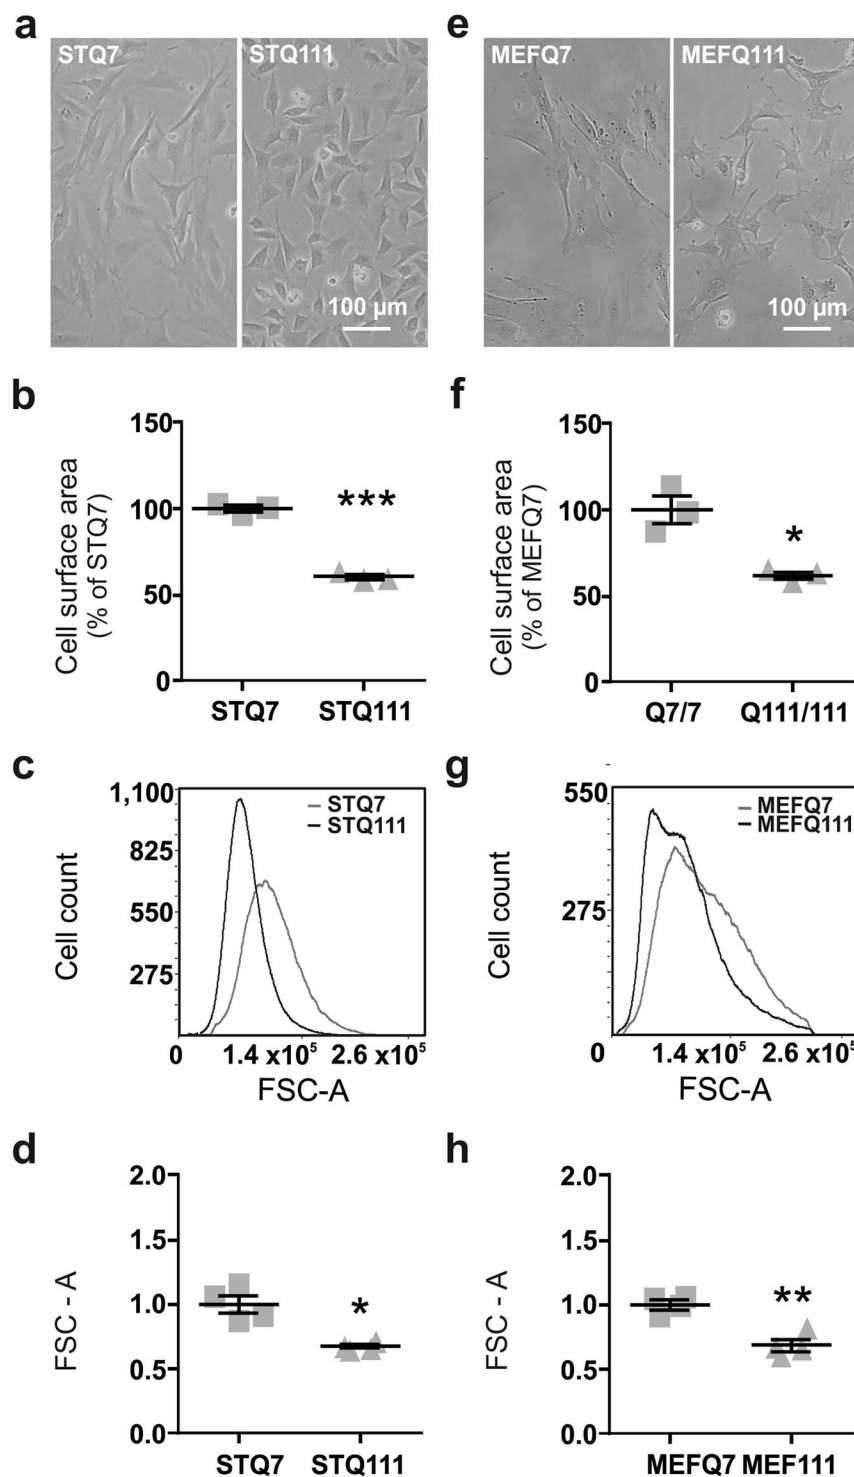 a
STQ7
STQ111
100 µm
e
MEFQ7
MEFQ111
100 µm
b
Cell surface area
(% of STQ7)
150
100
50
0
***
STQ7
STQ111
f
Cell surface area
(% of MEFQ7)
150
100
50
0
*
Q7/7
Q111/111
c
Cell count
1,100
825
550
275
STQ7
STQ111
0
1.4 x10⁵
2.6 x10⁵
FSC-A
g
Cell count
550
275
MEFQ7
MEFQ111
0
1.4 x10⁵
2.6 x10⁵
FSC-A
d
FSC - A
2.0
1.5
1.0
0.5
0.0
*
STQ7
STQ111
h
FSC - A
2.0
1.5
1.0
0.5
0.0
**
MEFQ7 MEF111